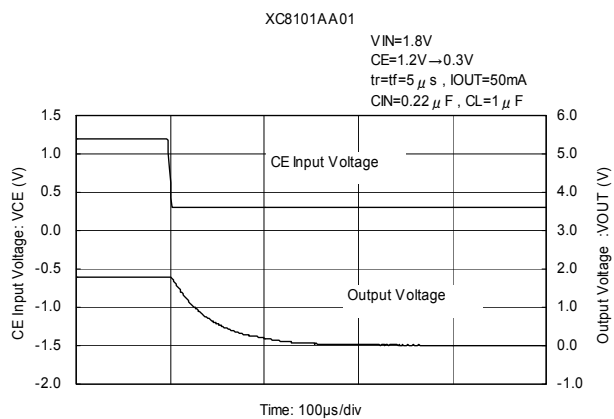 XC8101AA01
VIN=1.8V
CE=1.2V→0.3V
tr=tf=5μs , IOUT=50mA
CIN=0.22μF , CL=1μF
CE Input Voltage: VCE (V)
1.5
1.0
0.5
0.0
-0.5
-1.0
-1.5
-2.0
CE Input Voltage
Output Voltage
6.0
5.0
4.0
3.0
2.0
1.0
0.0
-1.0
Output Voltage :VOUT (V)
Time: 100μs/div